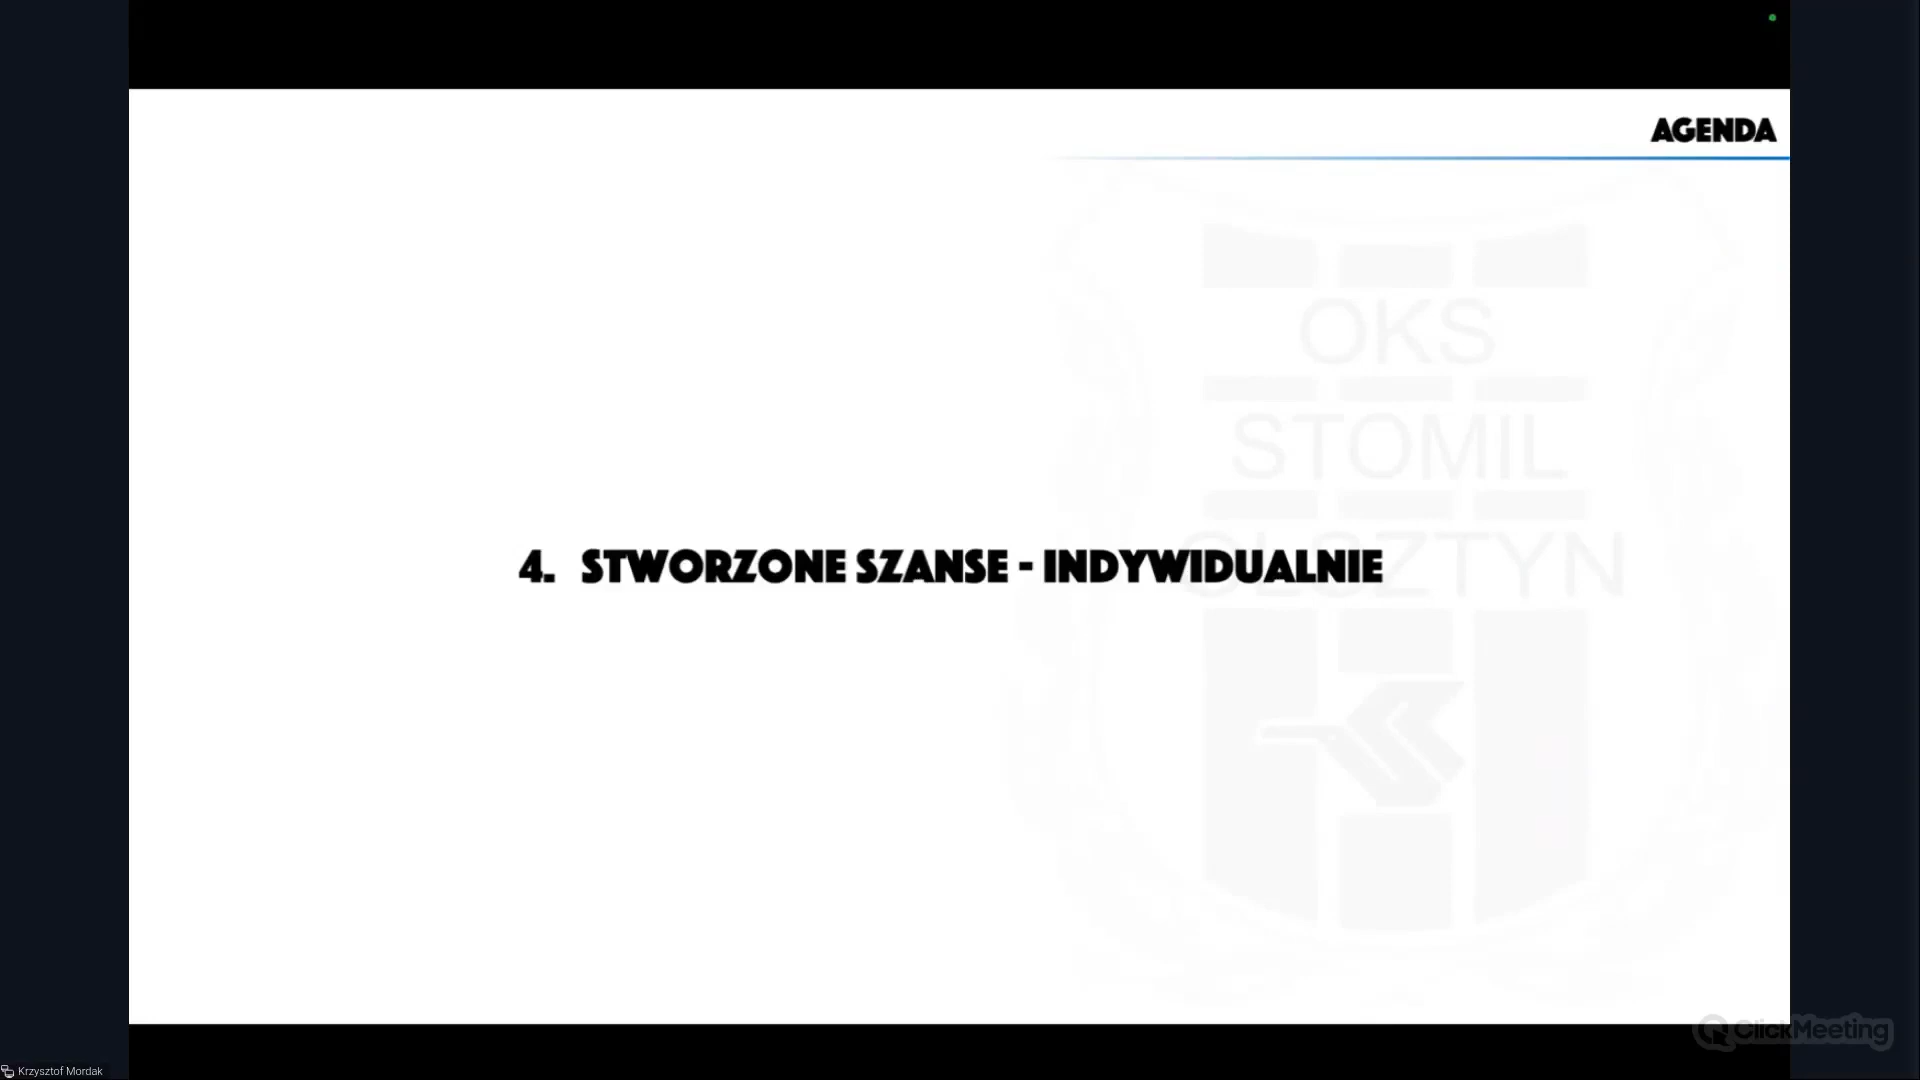 AGENDA
OKS
STOMIL
OLSZTYN
4. STWORZONE SZANSE - INDYWIDUALNIE
ClickMeeting
Krzysztof Mordak